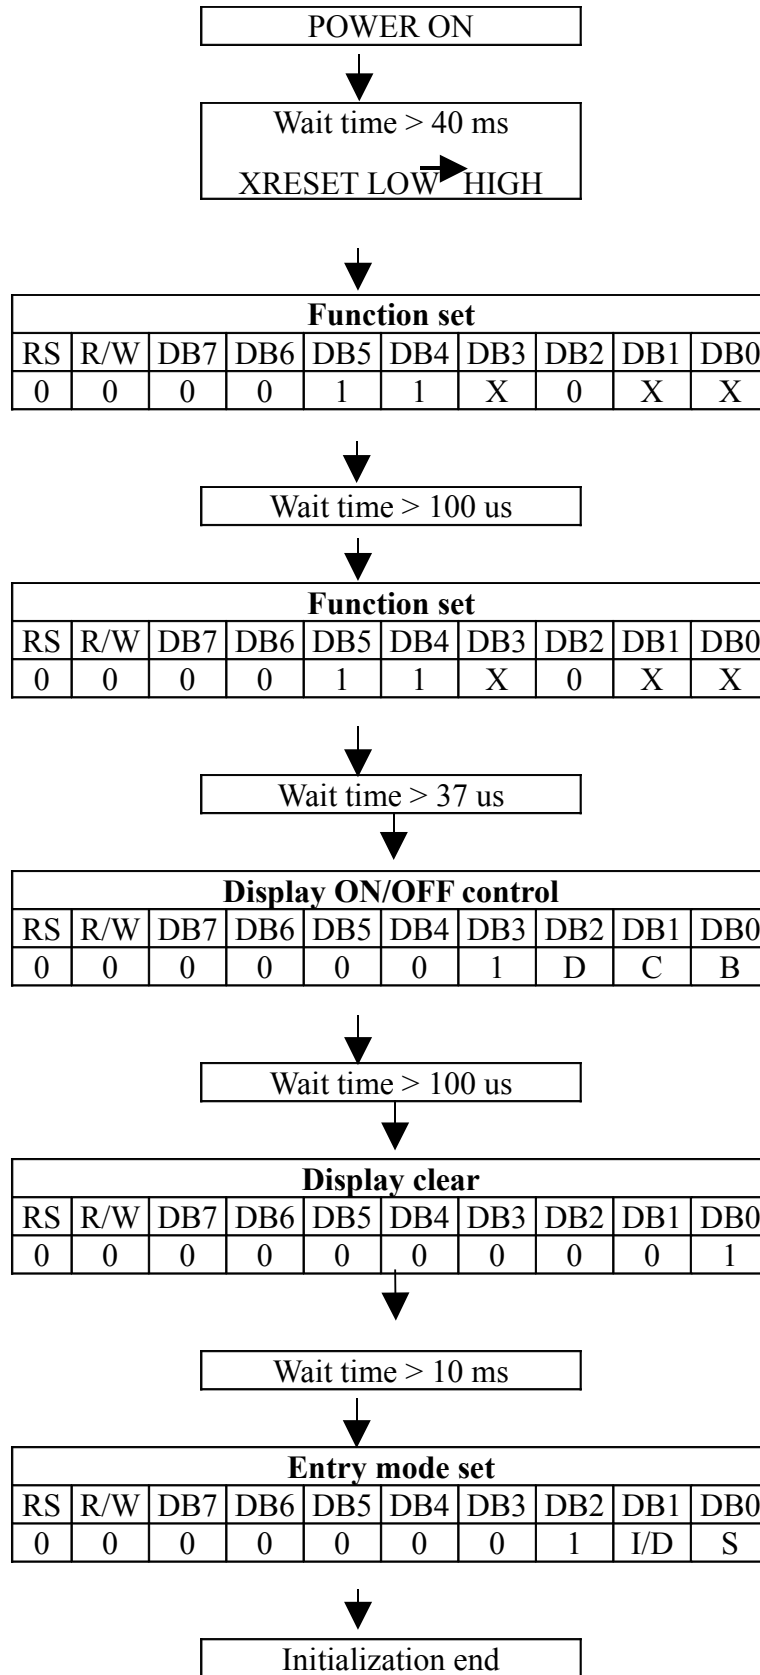 POWER ON
Wait time > 40 ms
XRESET LOW HIGH
Function set
RS R/W DB7 DB6 DB5 DB4 DB3 DB2 DB1 DB0
0 0 0 0 1 1 X 0 X X
Wait time > 100 us
Function set
RS R/W DB7 DB6 DB5 DB4 DB3 DB2 DB1 DB0
0 0 0 0 1 1 X 0 X X
Wait time > 37 us
Display ON/OFF control
RS R/W DB7 DB6 DB5 DB4 DB3 DB2 DB1 DB0
0 0 0 0 0 0 1 D C B
Wait time > 100 us
Display clear
RS R/W DB7 DB6 DB5 DB4 DB3 DB2 DB1 DB0
0 0 0 0 0 0 0 0 0 1
Wait time > 10 ms
Entry mode set
RS R/W DB7 DB6 DB5 DB4 DB3 DB2 DB1 DB0
0 0 0 0 0 0 0 1 I/D S
Initialization end